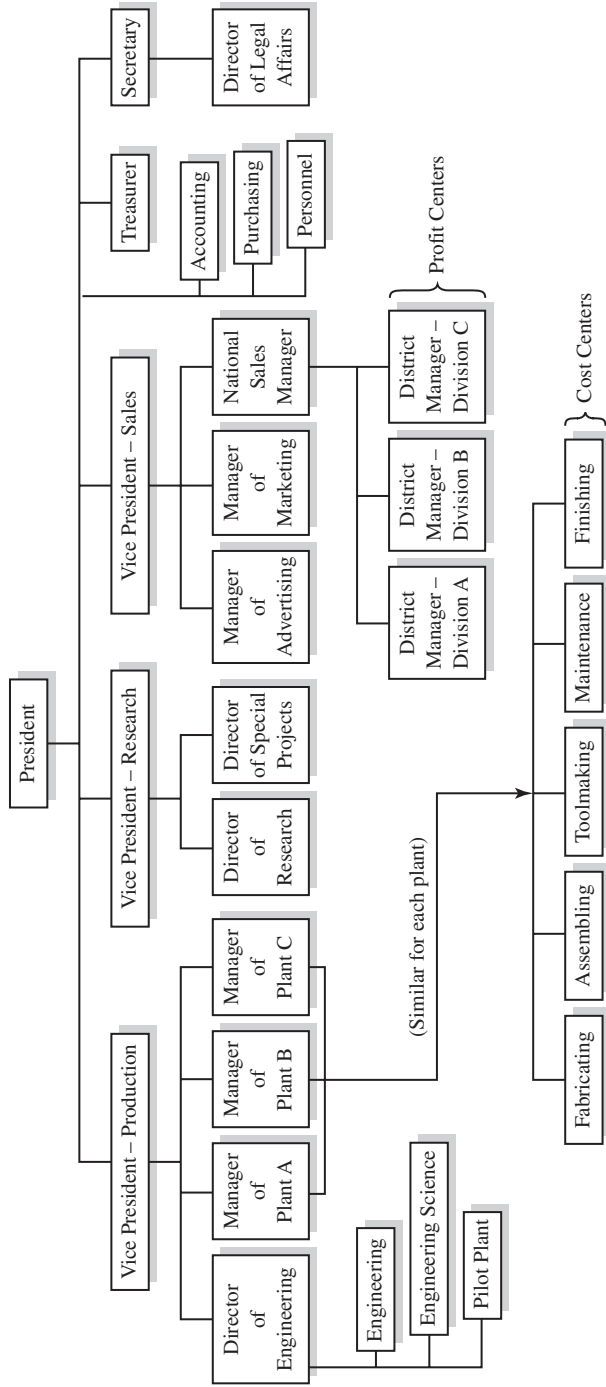 President
Vice President – Production
Vice President – Research
Vice President – Sales
Treasurer
Secretary
Director
of
Engineering
Manager
of
Plant A
Manager
of
Plant B
Manager
of
Plant C
Director
of
Research
Director
of Special
Projects
Manager
of
Advertising
Manager
of
Marketing
National
Sales
Manager
Accounting
Purchasing
Personnel
Director
of Legal
Affairs
Engineering
Engineering Science
Pilot Plant
(Similar for each plant)
District
Manager –
Division A
District
Manager –
Division B
District
Manager –
Division C
Profit Centers
Fabricating
Assembling
Toolmaking
Maintenance
Finishing
Cost Centers